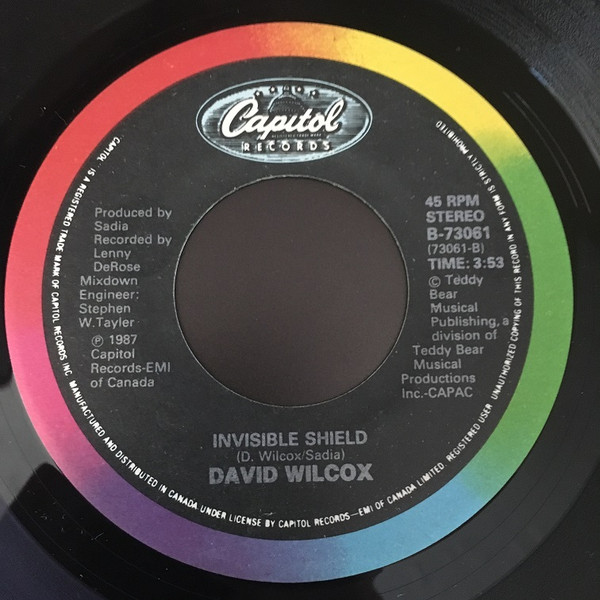 Capitol
RECORDS
Produced by
Sadia
Recorded by
Lenny
DeRose
Mixdown
Engineer:
Stephen
W.Tayler
℗ 1987
Capitol
Records-EMI
of Canada
45 RPM
STEREO
B-73061
(73061-B)
TIME: 3:53
© Teddy
Bear
Musical
Publishing, a
division of
Teddy Bear
Musical
Productions
Inc.-CAPAC
INVISIBLE SHIELD
(D. Wilcox/Sadia)
DAVID WILCOX
CAPITOL IS A REGISTERED TRADE MARK OF CAPITOL RECORDS INC. MANUFACTURED AND DISTRIBUTED IN CANADA UNDER LICENSE BY CAPITOL RECORDS—EMI OF CANADA LIMITED. REGISTERED USER. UNAUTHORIZED COPYING OF THIS RECORD IN ANY FORM IS STRICTLY PROHIBITED